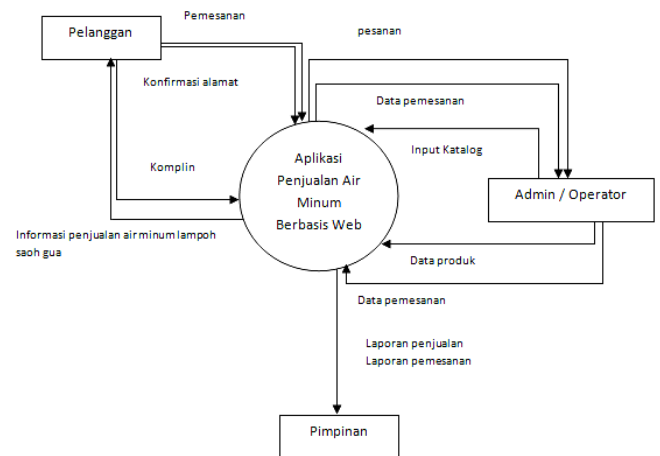 Pemesanan
Pelanggan
pesanan
Konfirmasi alamat
Data pemesanan
Input Katalog
Aplikasi
Penjualan Air
Minum
Berbasis Web
Komplin
Admin / Operator
Informasi penjualan air minum lampoh
saoh gua
Data produk
Data pemesanan
Laporan penjualan
Laporan pemesanan
Pimpinan